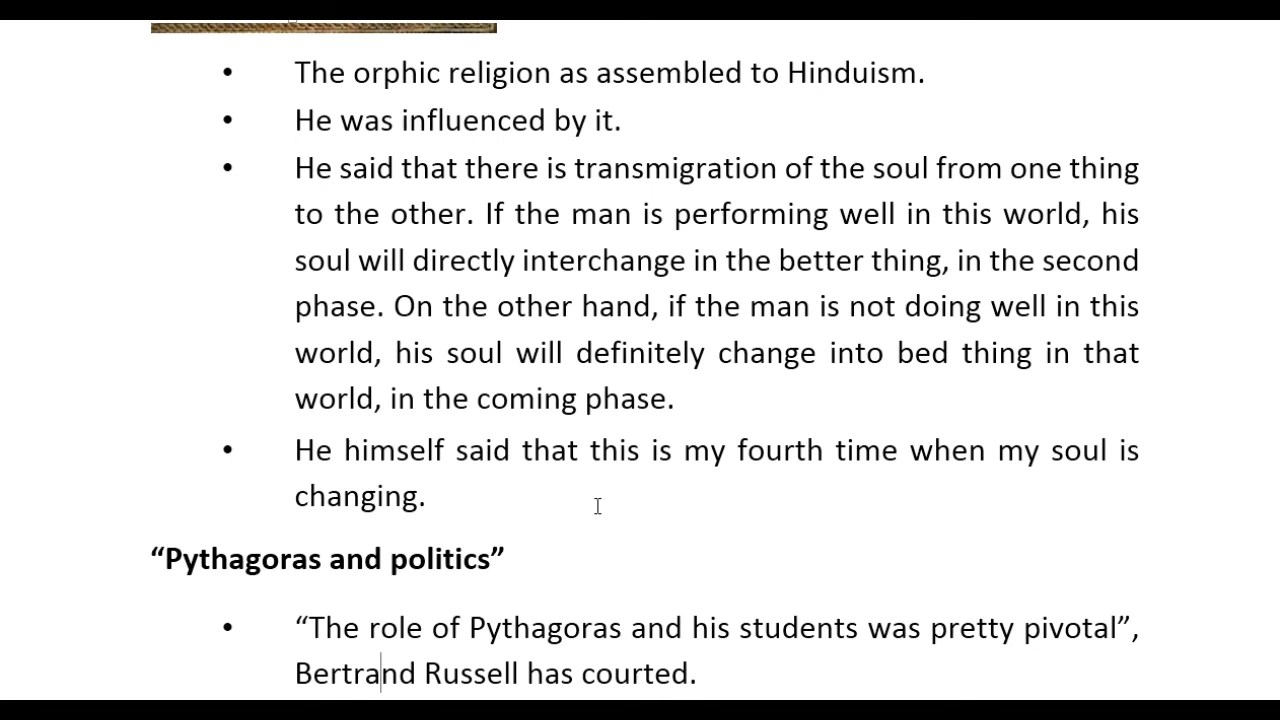 • The orphic religion as assembled to Hinduism.
• He was influenced by it.
• He said that there is transmigration of the soul from one thing
to the other. If the man is performing well in this world, his
soul will directly interchange in the better thing, in the second
phase. On the other hand, if the man is not doing well in this
world, his soul will definitely change into bed thing in that
world, in the coming phase.
• He himself said that this is my fourth time when my soul is
changing.
“Pythagoras and politics”
• “The role of Pythagoras and his students was pretty pivotal”,
Bertrand Russell has courted.